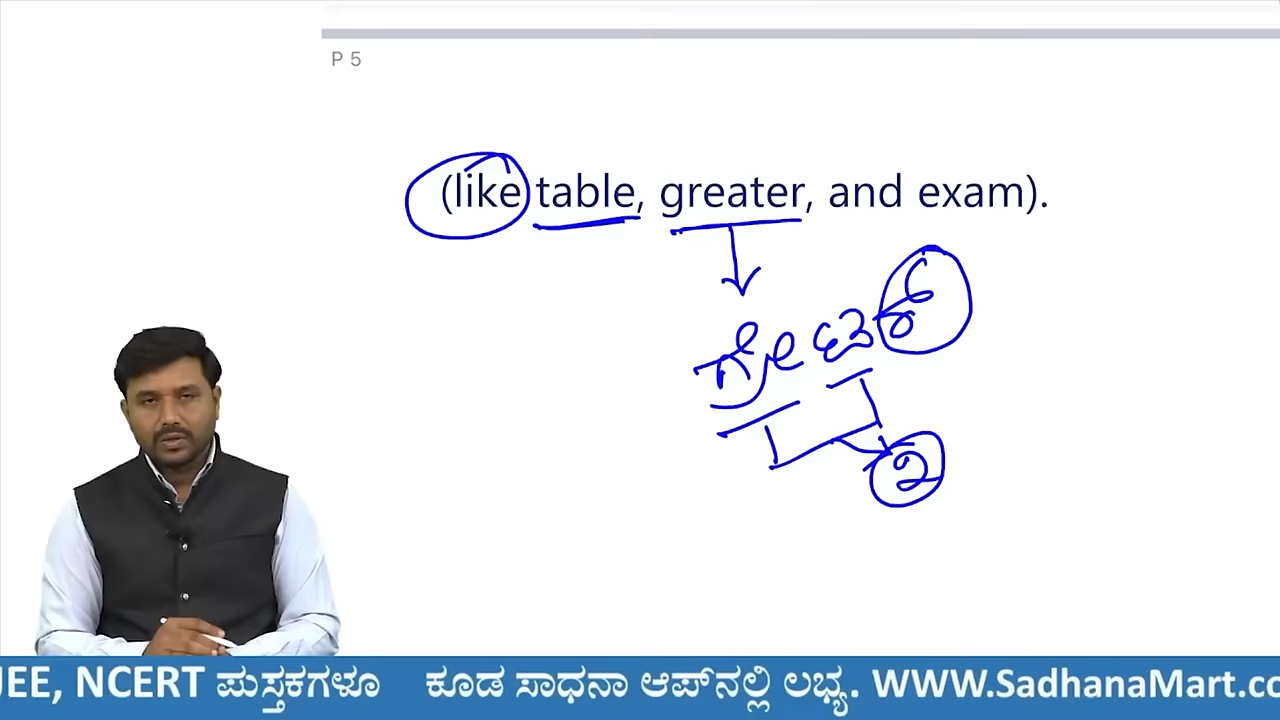 P 5
(like table, greater, and exam).
ಗ್ರೇಟರ್
2
JEE, NCERT ಪುಸ್ತಕಗಳೂ ಕೂಡ ಸಾಧನಾ ಆಪ್‌ನಲ್ಲಿ ಲಭ್ಯ. WWW.SadhanaMart.co